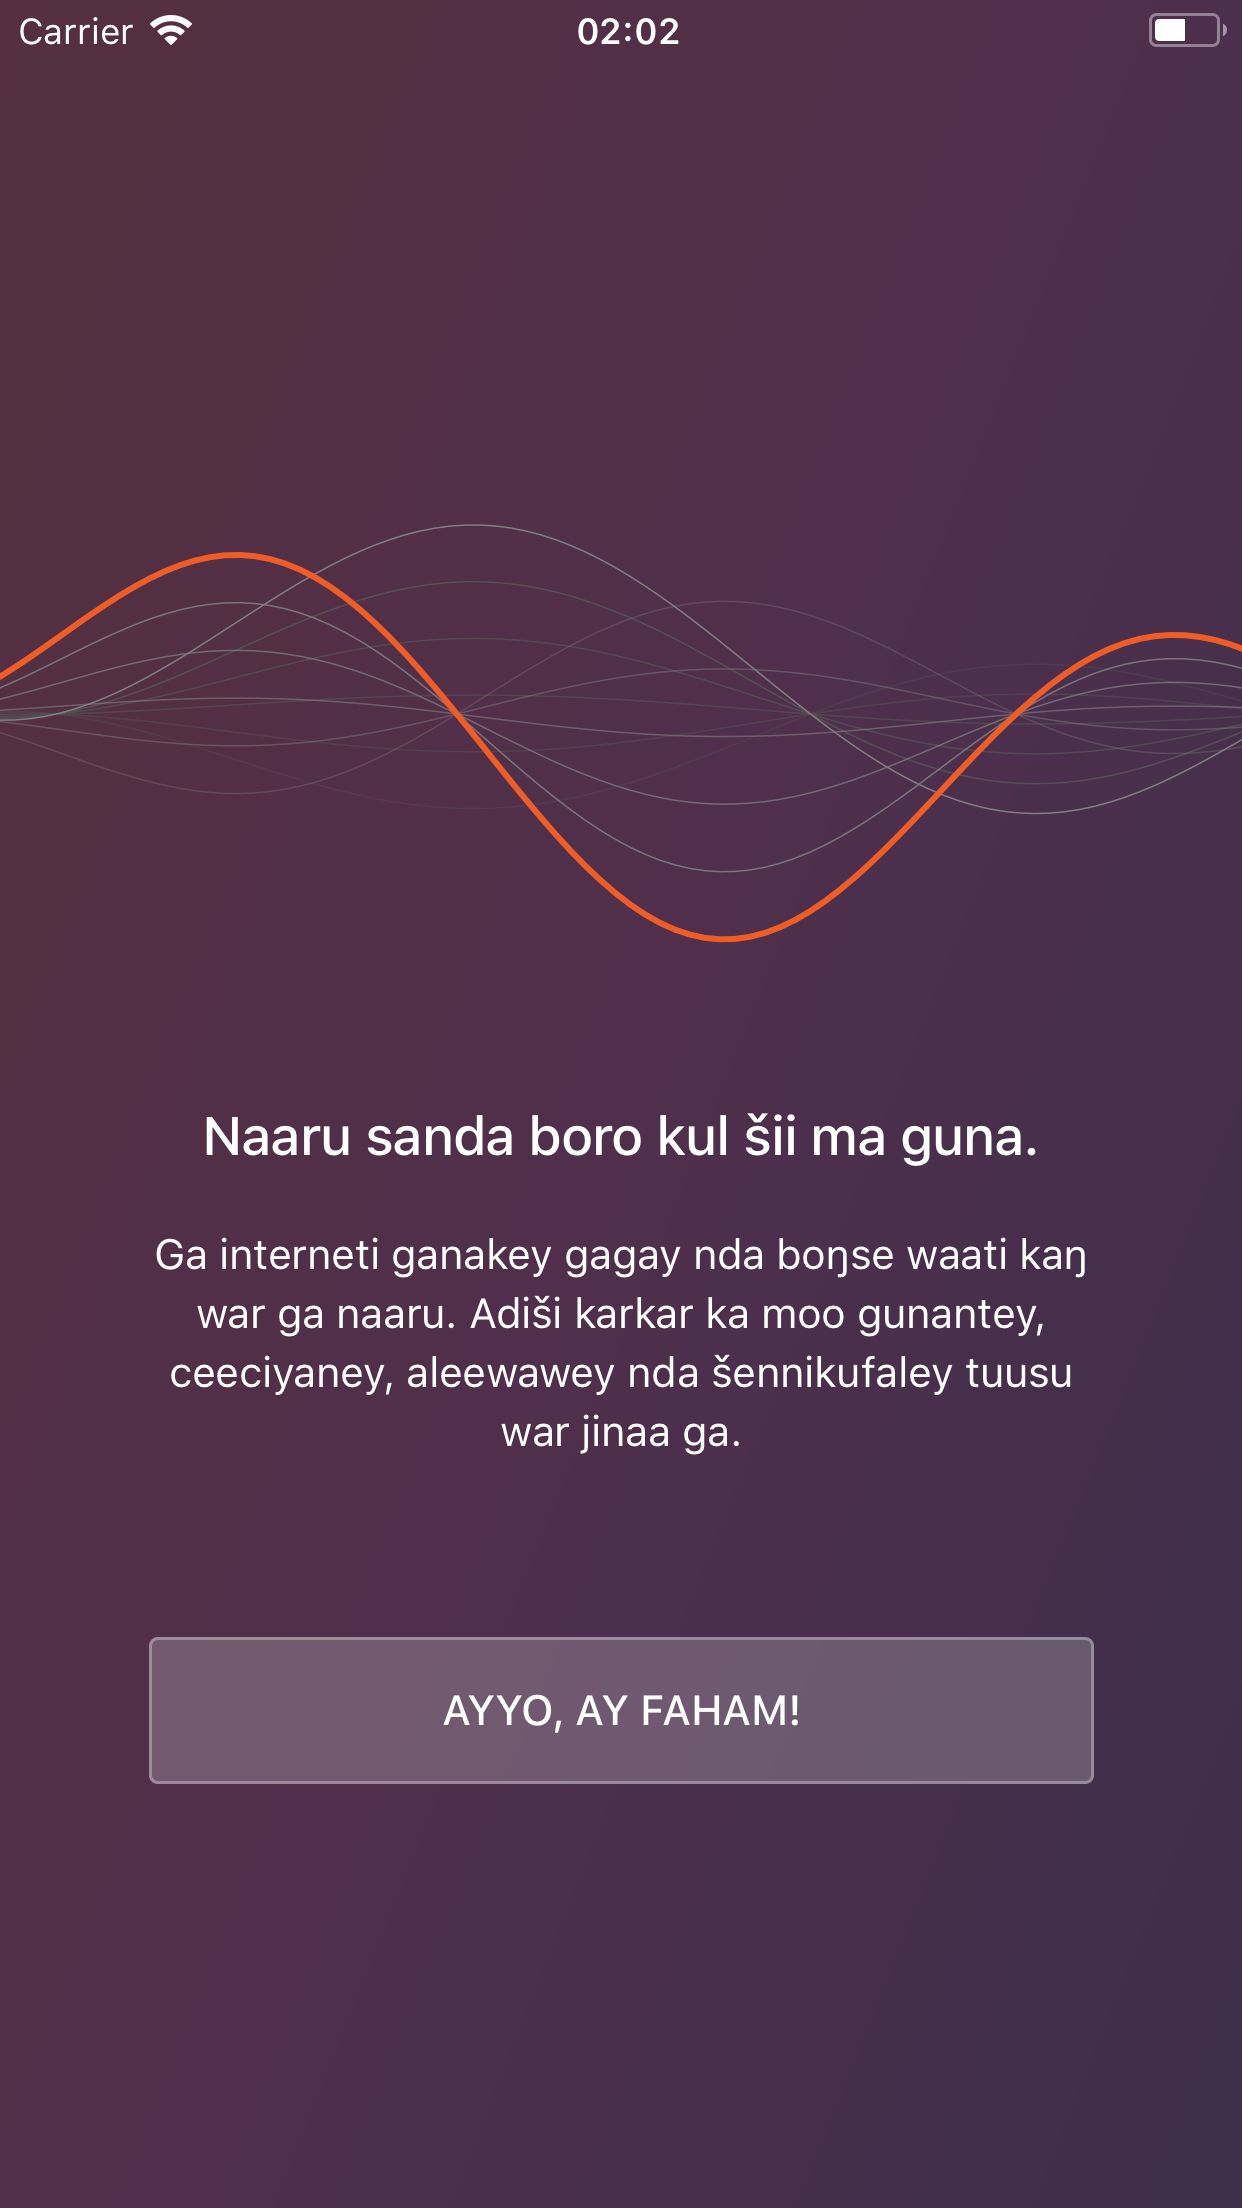 Carrier
02:02
Naaru sanda boro kul šii ma guna.
Ga interneti ganakey gagay nda boŋse waati kaŋ
war ga naaru. Adiši karkar ka moo gunantey,
ceeciyaney, aleewawey nda šennikufaley tuusu
war jinaa ga.
AYYO, AY FAHAM!